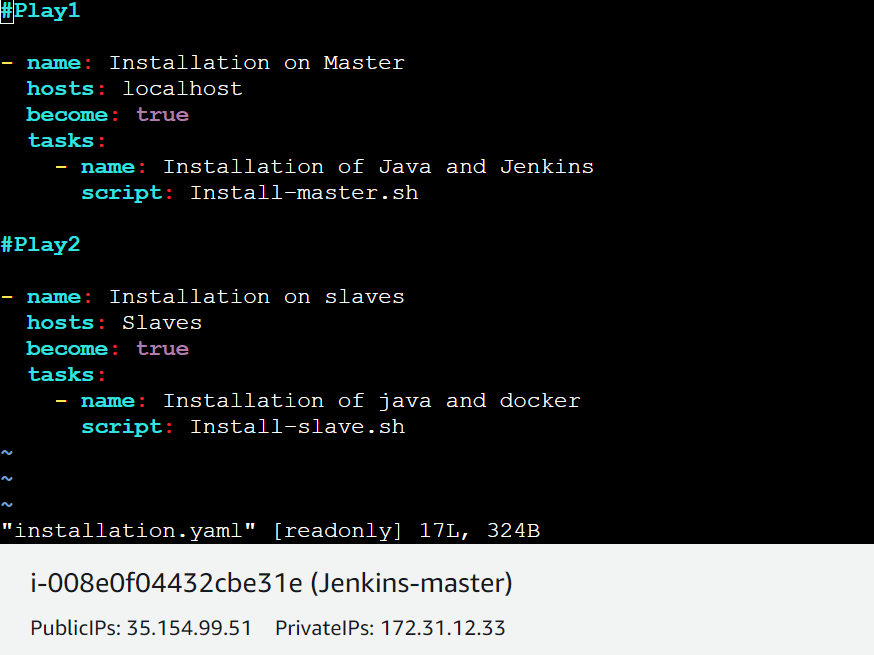 #Play1
- name: Installation on Master
  hosts: localhost
  become: true
  tasks:
    - name: Installation of Java and Jenkins
      script: Install-master.sh
#Play2
- name: Installation on slaves
  hosts: Slaves
  become: true
  tasks:
    - name: Installation of java and docker
      script: Install-slave.sh
~
~
~
"installation.yaml" [readonly] 17L, 324B
i-008e0f04432cbe31e (Jenkins-master)
PublicIPs: 35.154.99.51 PrivateIPs: 172.31.12.33